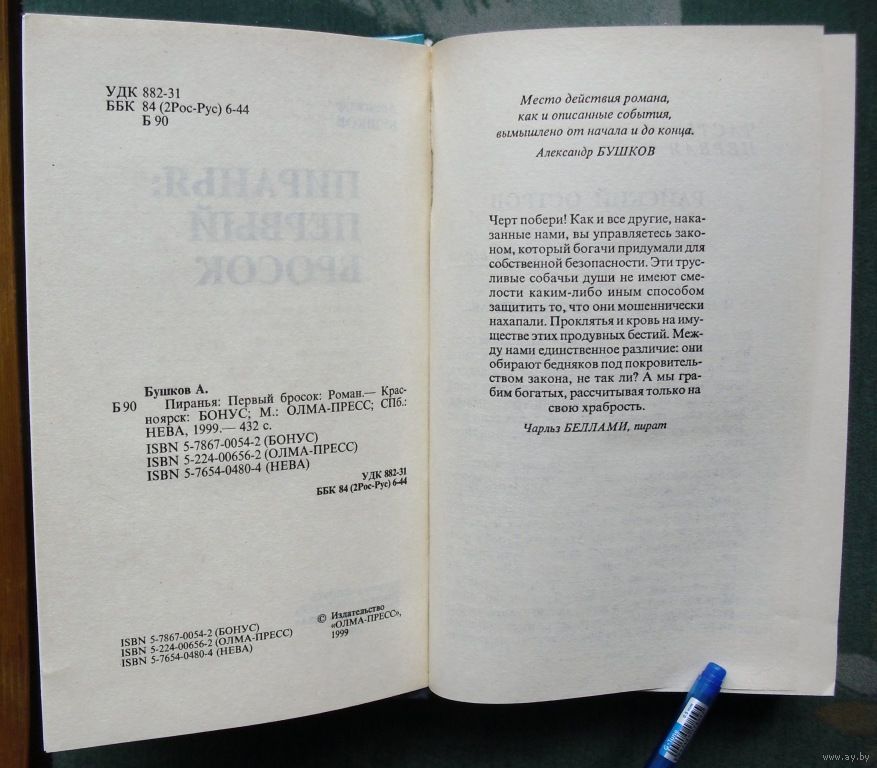 УДК 882-31
ББК 84 (2Рос-Рус) 6-44
Б 90
Бушков А.
Б 90 Пиранья: Первый бросок: Роман.— Крас-
ноярск: БОНУС; М.: ОЛМА-ПРЕСС; СПб.:
НЕВА, 1999.— 432 с.
ISBN 5-7867-0054-2 (БОНУС)
ISBN 5-224-00656-2 (ОЛМА-ПРЕСС)
ISBN 5-7654-0480-4 (НЕВА)
УДК 882-31
ББК 84 (2Рос-Рус) 6-44
ISBN 5-7867-0054-2 (БОНУС)
ISBN 5-224-00656-2 (ОЛМА-ПРЕСС)
ISBN 5-7654-0480-4 (НЕВА)
© Издательство
«ОЛМА-ПРЕСС»,
1999
Место действия романа,
как и описанные события,
вымышлено от начала и до конца.
Александр БУШКОВ
Черт побери! Как и все другие, нака-
занные нами, вы управляетесь зако-
ном, который богачи придумали для
собственной безопасности. Эти трус-
ливые собачьи души не имеют сме-
лости каким-либо иным способом
защитить то, что они мошеннически
нахапали. Проклятья и кровь на иму-
ществе этих продувных бестий. Меж-
ду нами единственное различие: они
обирают бедняков под покровитель-
ством закона, не так ли? А мы гра-
бим богатых, рассчитывая только на
свою храбрость.
Чарльз БЕЛЛАМИ, пират
www.ay.by